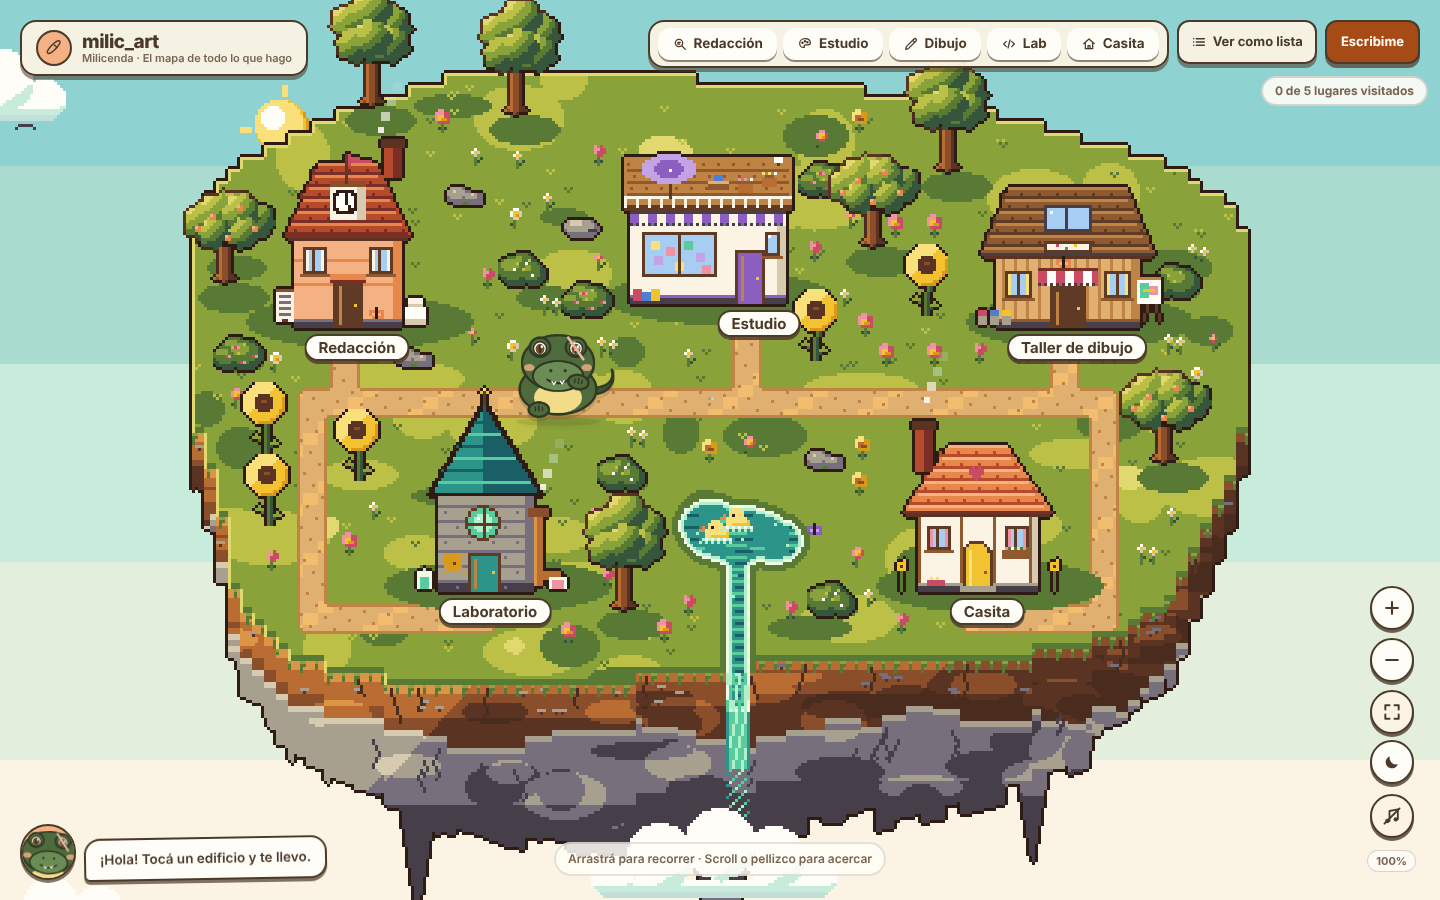 milic_art
Milicenda · El mapa de todo lo que hago
Redacción
Estudio
Dibujo
Lab
Casita
Ver como lista
Escribime
0 de 5 lugares visitados
Estudio
Redacción
Taller de dibujo
Laboratorio
Casita
¡Hola! Tocá un edificio y te llevo.
Arrastrá para recorrer · Scroll o pellizco para acercar
100%